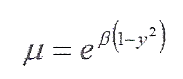 μ = e^{β(1−y²)}